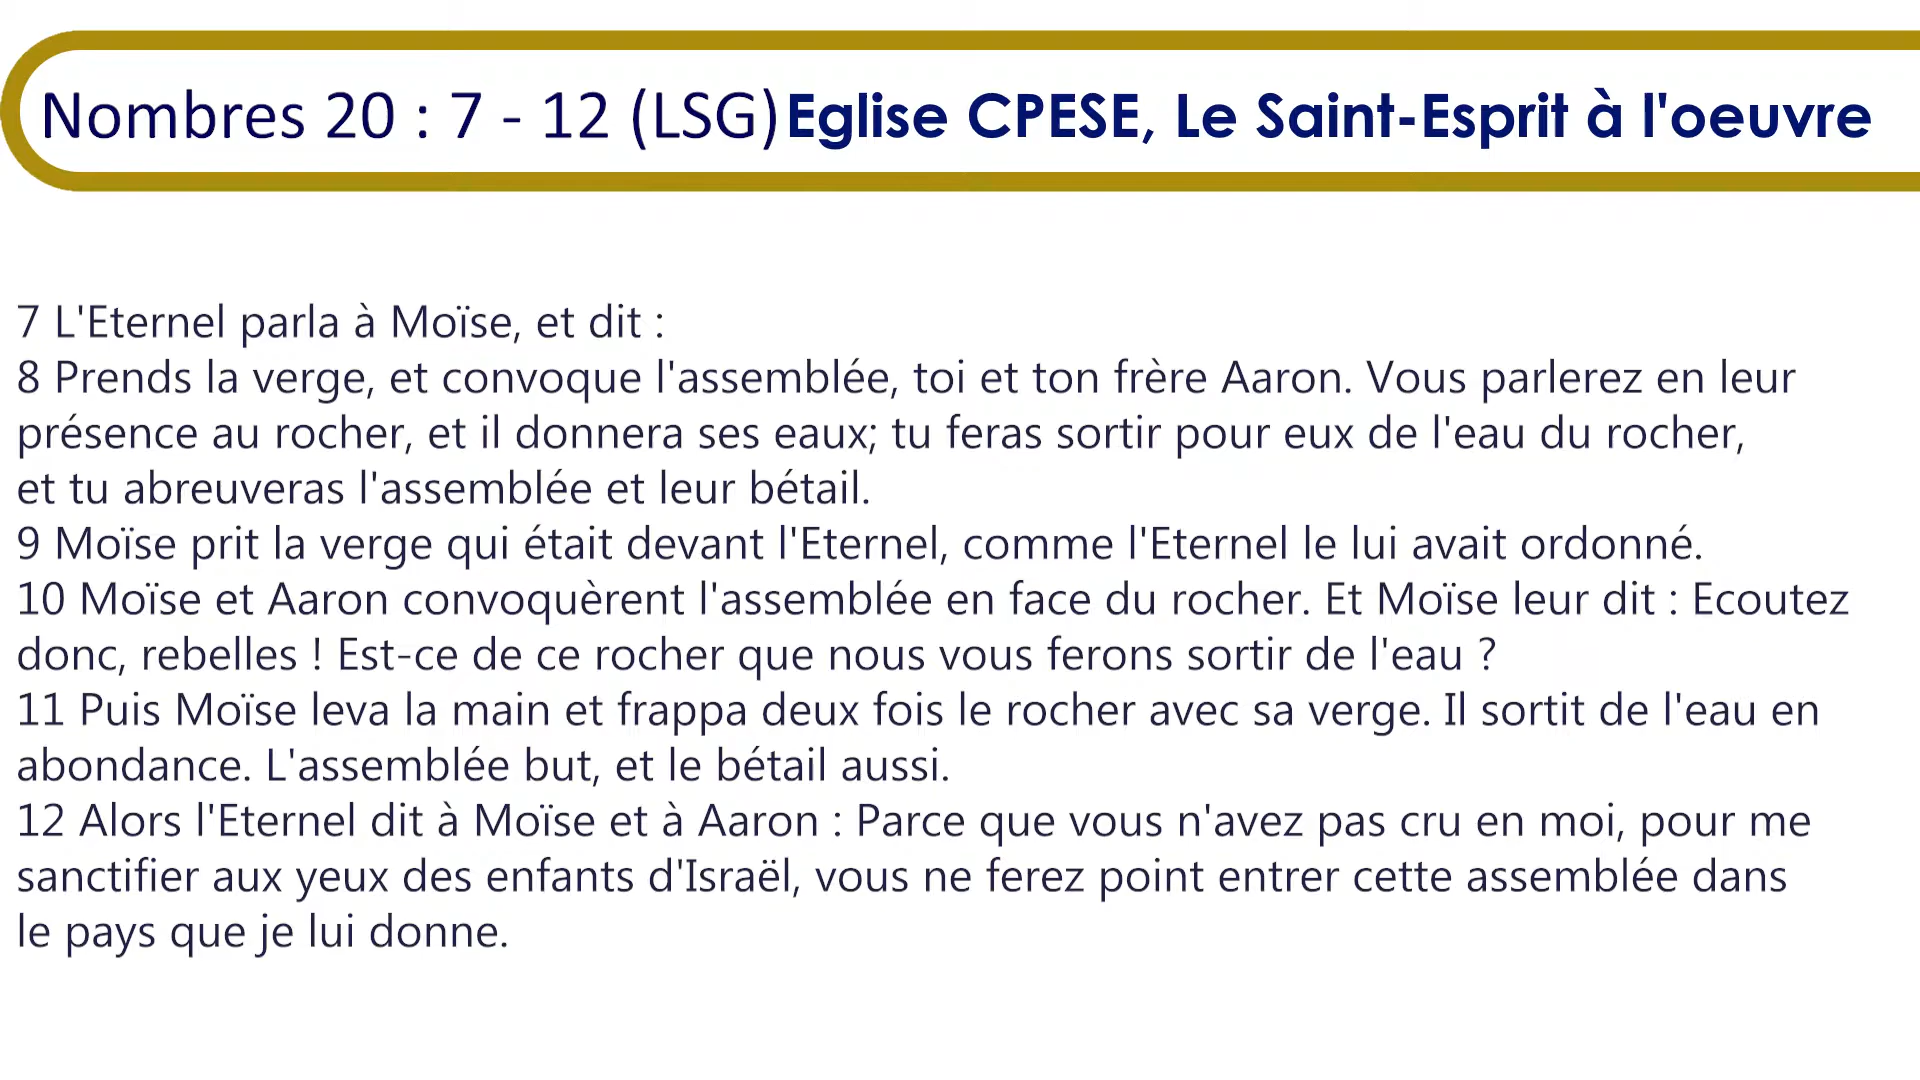 Nombres 20 : 7 - 12 (LSG) Eglise CPESE, Le Saint-Esprit à l'oeuvre
7 L'Eternel parla à Moïse, et dit :
8 Prends la verge, et convoque l'assemblée, toi et ton frère Aaron. Vous parlerez en leur
présence au rocher, et il donnera ses eaux; tu feras sortir pour eux de l'eau du rocher,
et tu abreuveras l'assemblée et leur bétail.
9 Moïse prit la verge qui était devant l'Eternel, comme l'Eternel le lui avait ordonné.
10 Moïse et Aaron convoquèrent l'assemblée en face du rocher. Et Moïse leur dit : Ecoutez
donc, rebelles ! Est-ce de ce rocher que nous vous ferons sortir de l'eau ?
11 Puis Moïse leva la main et frappa deux fois le rocher avec sa verge. Il sortit de l'eau en
abondance. L'assemblée but, et le bétail aussi.
12 Alors l'Eternel dit à Moïse et à Aaron : Parce que vous n'avez pas cru en moi, pour me
sanctifier aux yeux des enfants d'Israël, vous ne ferez point entrer cette assemblée dans
le pays que je lui donne.